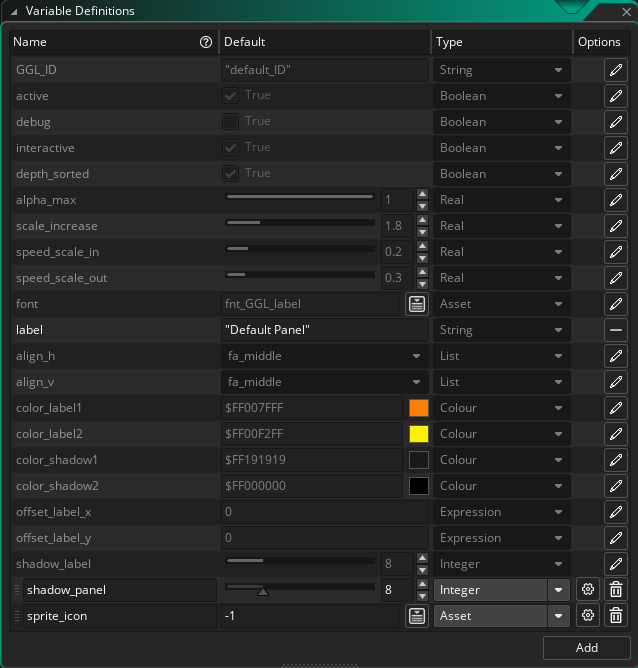 Variable Definitions
Name Default Type Options
GGL_ID "default_ID" String
active True Boolean
debug True Boolean
interactive True Boolean
depth_sorted True Boolean
alpha_max 1 Real
scale_increase 1.8 Real
speed_scale_in 0.2 Real
speed_scale_out 0.3 Real
font fnt_GGL_label Asset
label "Default Panel" String
align_h fa_middle List
align_v fa_middle List
color_label1 $FF007FFF Colour
color_label2 $FF00F2FF Colour
color_shadow1 $FF191919 Colour
color_shadow2 $FF000000 Colour
offset_label_x 0 Expression
offset_label_y 0 Expression
shadow_label 8 Integer
shadow_panel 8 Integer
sprite_icon -1 Asset
Add